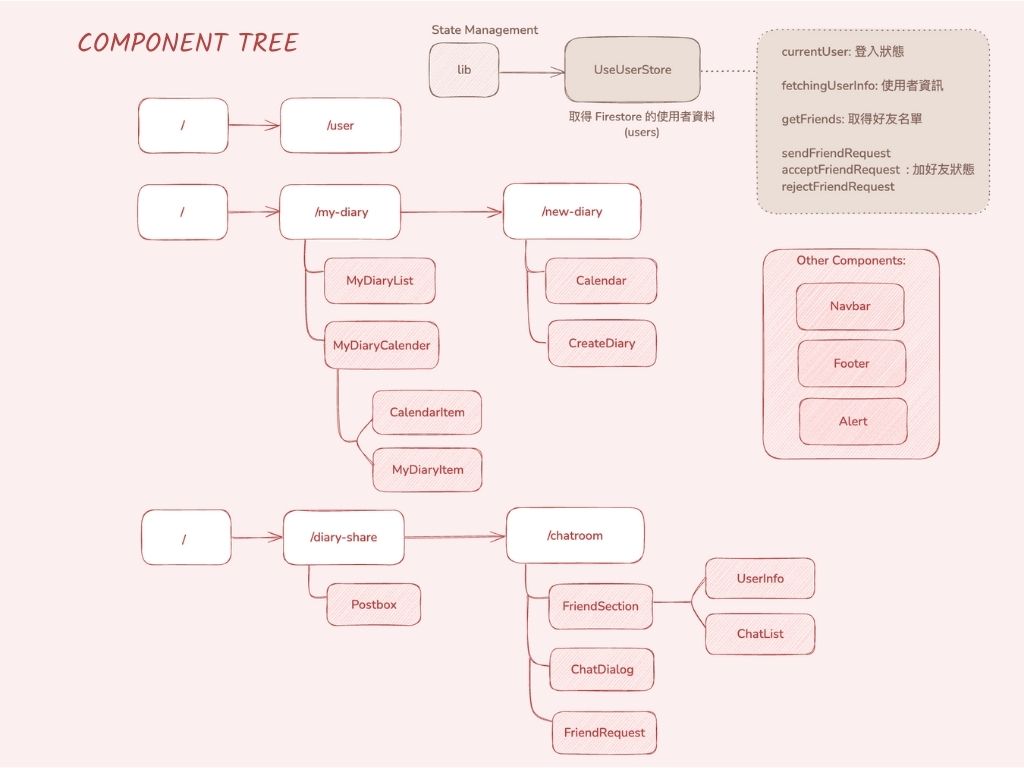 COMPONENT TREE
State Management
lib
UseUserStore
取得 Firestore 的使用者資料
(users)
currentUser: 登入狀態
fetchingUserInfo: 使用者資訊
getFriends: 取得好友名單
sendFriendRequest
acceptFriendRequest : 加好友狀態
rejectFriendRequest
/
/user
/
/my-diary
/new-diary
MyDiaryList
MyDiaryCalender
CalendarItem
MyDiaryItem
Calendar
CreateDiary
Other Components:
Navbar
Footer
Alert
/
/diary-share
/chatroom
Postbox
FriendSection
UserInfo
ChatList
ChatDialog
FriendRequest